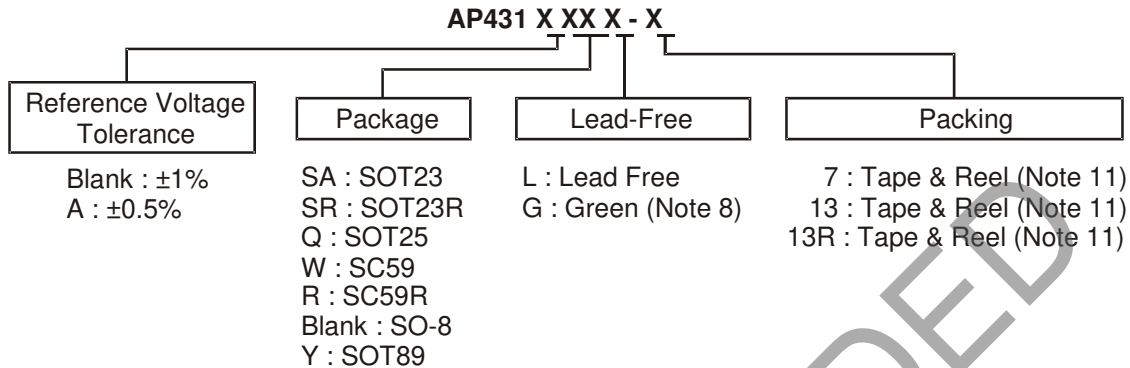 AP431 X XX X - X
Reference Voltage
Tolerance
Package
Lead-Free
Packing
Blank : ±1%
A : ±0.5%
SA : SOT23
SR : SOT23R
Q : SOT25
W : SC59
R : SC59R
Blank : SO-8
Y : SOT89
L : Lead Free
G : Green (Note 8)
7 : Tape & Reel (Note 11)
13 : Tape & Reel (Note 11)
13R : Tape & Reel (Note 11)
DED